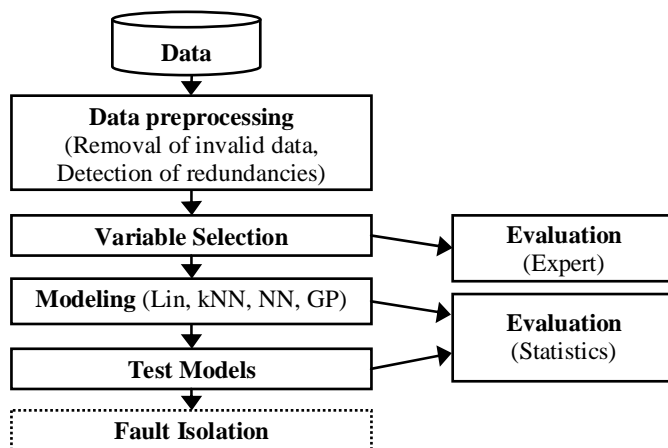 Data
Data preprocessing
(Removal of invalid data,
Detection of redundancies)
Variable Selection
Evaluation
(Expert)
Modeling (Lin, kNN, NN, GP)
Evaluation
(Statistics)
Test Models
Fault Isolation